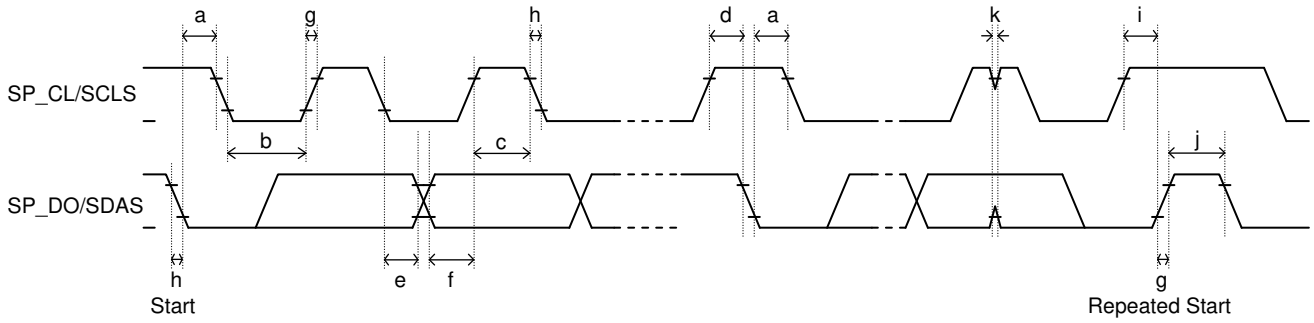 a g h d a k i
SP_CL/SCLS
b c j
SP_DO/SDAS
h e f g
Start Repeated Start